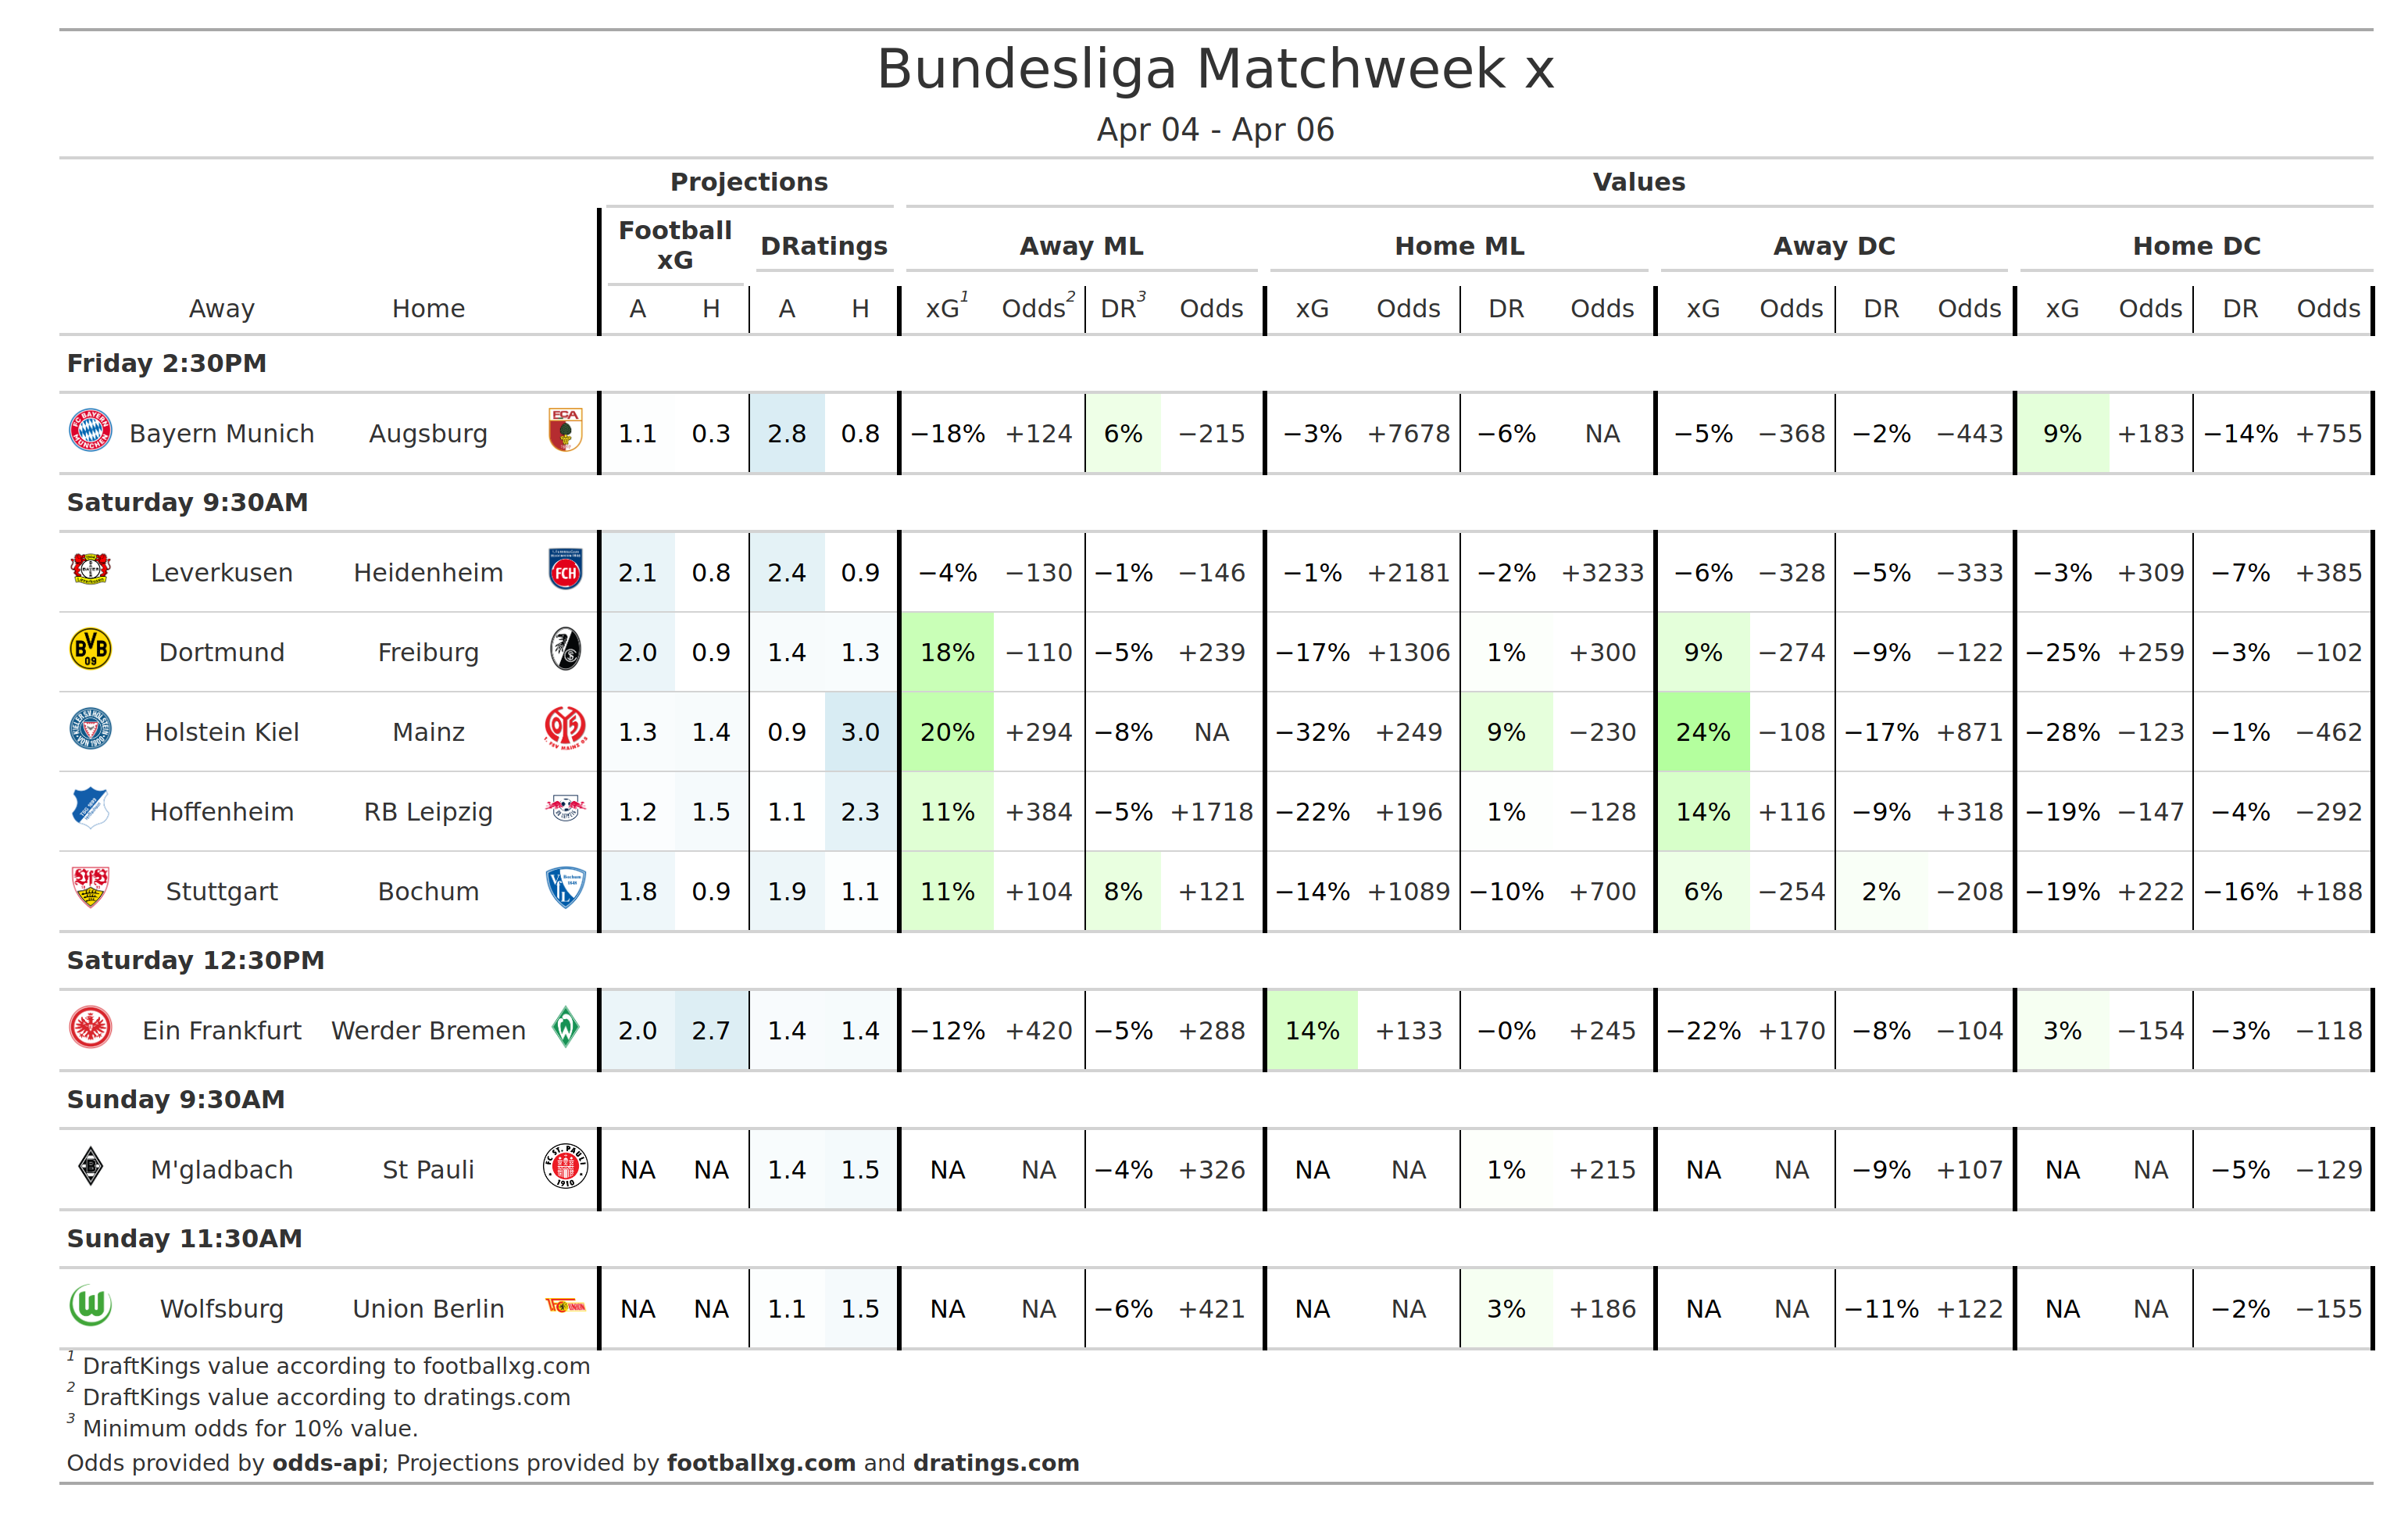 Bundesliga Matchweek x
Apr 04 - Apr 06
Projections Values
Football xG DRatings Away ML Home ML Away DC Home DC
Away Home A H A H xG1 Odds2 DR3 Odds xG Odds DR Odds xG Odds DR Odds xG Odds DR Odds
Friday 2:30PM
Bayern Munich Augsburg 1.1 0.3 2.8 0.8 −18% +124 6% −215 −3% +7678 −6% NA −5% −368 −2% −443 9% +183 −14% +755
Saturday 9:30AM
Leverkusen Heidenheim 2.1 0.8 2.4 0.9 −4% −130 −1% −146 −1% +2181 −2% +3233 −6% −328 −5% −333 −3% +309 −7% +385
Dortmund Freiburg 2.0 0.9 1.4 1.3 18% −110 −5% +239 −17% +1306 1% +300 9% −274 −9% −122 −25% +259 −3% −102
Holstein Kiel Mainz 1.3 1.4 0.9 3.0 20% +294 −8% NA −32% +249 9% −230 24% −108 −17% +871 −28% −123 −1% −462
Hoffenheim RB Leipzig 1.2 1.5 1.1 2.3 11% +384 −5% +1718 −22% +196 1% −128 14% +116 −9% +318 −19% −147 −4% −292
Stuttgart Bochum 1.8 0.9 1.9 1.1 11% +104 8% +121 −14% +1089 −10% +700 6% −254 2% −208 −19% +222 −16% +188
Saturday 12:30PM
Ein Frankfurt Werder Bremen 2.0 2.7 1.4 1.4 −12% +420 −5% +288 14% +133 −0% +245 −22% +170 −8% −104 3% −154 −3% −118
Sunday 9:30AM
M'gladbach St Pauli NA NA 1.4 1.5 NA NA −4% +326 NA NA 1% +215 NA NA −9% +107 NA NA −5% −129
Sunday 11:30AM
Wolfsburg Union Berlin NA NA 1.1 1.5 NA NA −6% +421 NA NA 3% +186 NA NA −11% +122 NA NA −2% −155
1 DraftKings value according to footballxg.com
2 DraftKings value according to dratings.com
3 Minimum odds for 10% value.
Odds provided by odds-api; Projections provided by footballxg.com and dratings.com